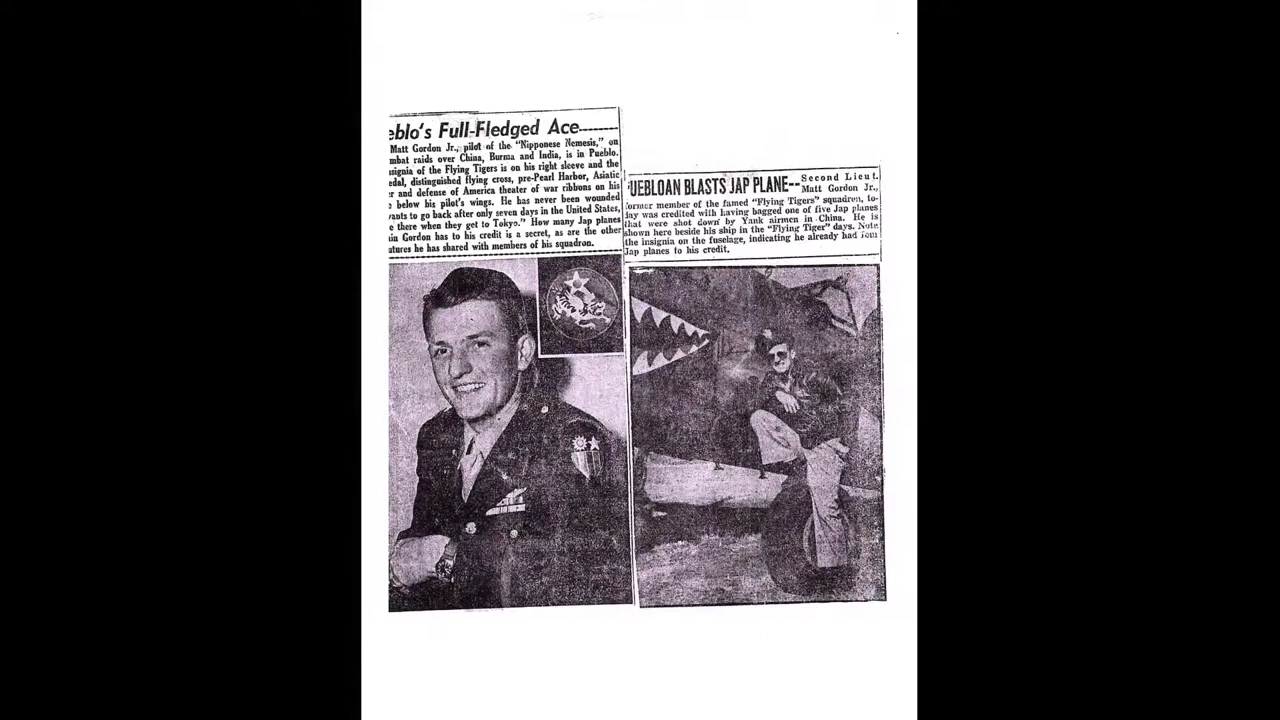 eblo's Full-Fledged Ace
Matt Gordon Jr., pilot of the "Nipponese Nemesis," on
mbat raids over China, Burma and India, is in Pueblo.
signia of the Flying Tigers is on his right sleeve and the
edal, distinguished flying cross, pre-Pearl Harbor, Asiatic
r and defense of America theater of war ribbons on his
below his pilot's wings. He has never been wounded
ants to go back after only seven days in the United States,
e there when they get to Tokyo." How many Jap planes
in Gordon has to his credit is a secret, as are the other
atures he has shared with members of his squadron.
UEBLOAN BLASTS JAP PLANE-- Second Lieut.
Matt Gordon Jr.,
former member of the famed "Flying Tigers" squadron, to-
day was credited with having bagged one of five Jap planes
that were shot down by Yank airmen in China. He is
shown here beside his ship in the "Flying Tiger" days. Note
the insignia on the fuselage, indicating he already had four
Jap planes to his credit.